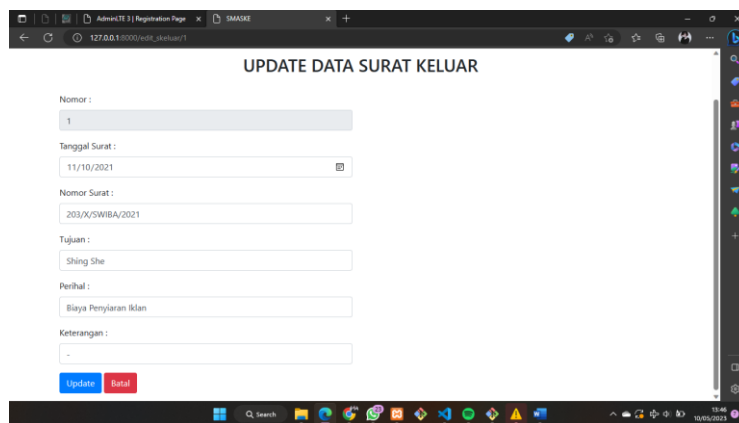 AdminLTE 3 | Registration Page
SMASKE
127.0.0.1:8000/edit_skeluar/1
UPDATE DATA SURAT KELUAR
Nomor :
1
Tanggal Surat :
11/10/2021
Nomor Surat :
203/X/SWIBA/2021
Tujuan :
Shing She
Perihal :
Biaya Penyiaran Iklan
Keterangan :
-
Update Batal
Search
13:46
10/05/2023